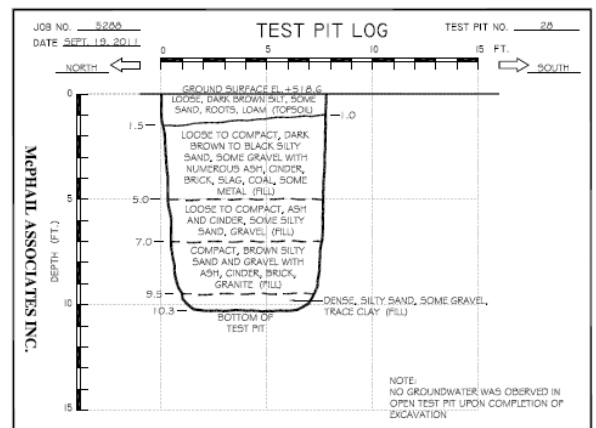 JOB NO. 5288
TEST PIT LOG
TEST PIT NO. 28
DATE SEPT. 19, 2011
0 5 10 15 FT.
NORTH
SOUTH
GROUND SURFACE EL. +518.6
0
LOOSE, DARK BROWN SILT, SOME
SAND, ROOTS, LOAM (TOPSOIL)
1.0
1.5
LOOSE TO COMPACT, DARK
BROWN TO BLACK SILTY
SAND, SOME GRAVEL WITH
NUMEROUS ASH, CINDER,
BRICK, SLAG, COAL, SOME
METAL (FILL)
5
5.0
LOOSE TO COMPACT, ASH
AND CINDER, SOME SILTY
SAND, GRAVEL (FILL)
7.0
COMPACT, BROWN SILTY
SAND AND GRAVEL WITH
ASH, CINDER, BRICK,
GRANITE (FILL)
9.5
DENSE, SILTY SAND, SOME GRAVEL,
TRACE CLAY (FILL)
10
10.3
BOTTOM OF
TEST PIT
DEPTH (FT.)
McPHAIL ASSOCIATES INC.
NOTE:
NO GROUNDWATER WAS OBERVED IN
OPEN TEST PIT UPON COMPLETION OF
EXCAVATION
15